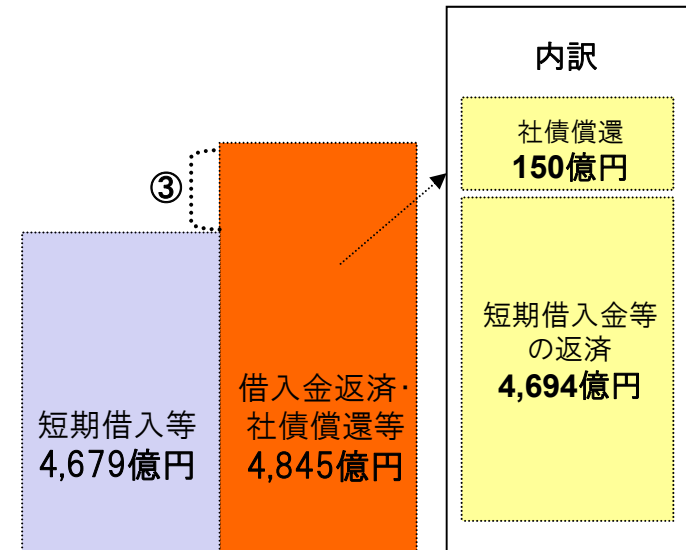 内訳
社債償還
150億円
③
短期借入金等
の返済
4,694億円
借入金返済・
社債償還等
4,845億円
短期借入等
4,679億円